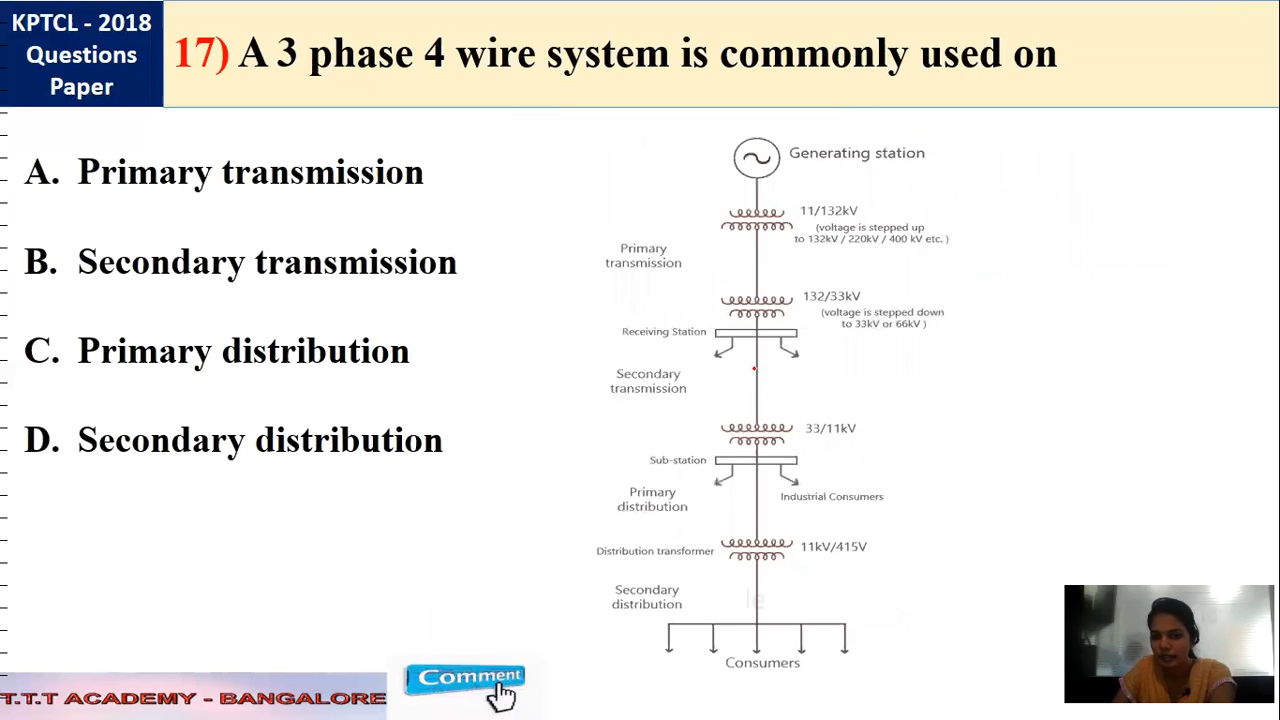 KPTCL - 2018
Questions
Paper
17) A 3 phase 4 wire system is commonly used on
A. Primary transmission
B. Secondary transmission
C. Primary distribution
D. Secondary distribution
Generating station
11/132kV
(voltage is stepped up
to 132kV / 220kV / 400 kV etc. )
Primary
transmission
132/33kV
(voltage is stepped down
to 33kV or 66kV )
Receiving Station
Secondary
transmission
33/11kV
Sub-station
Primary
distribution
Industrial Consumers
Distribution transformer
11kV/415V
Secondary
distribution
le
Consumers
Comment
T.T.T ACADEMY - BANGALORE